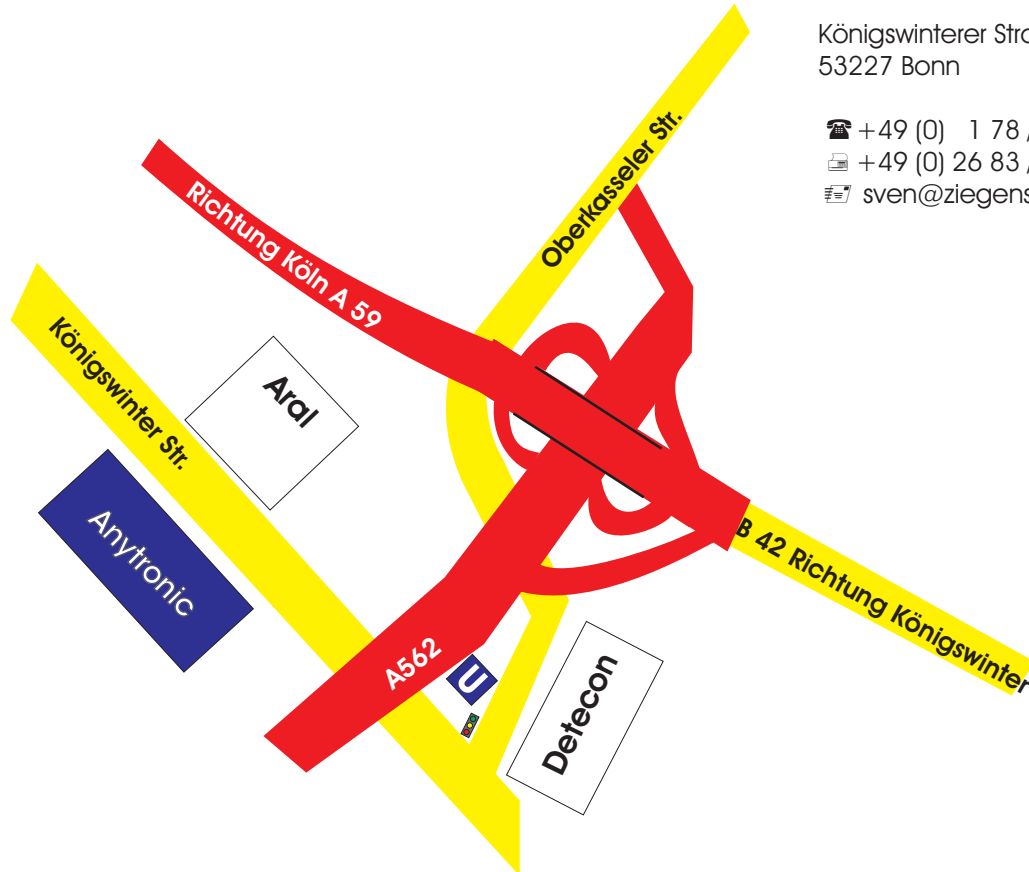 Königswinterer
53227 Bonn
+49 (0) 1 78 /
+49 (0) 26 83 /
sven@ziegens
Oberkasseler Str.
Richtung Köln A 59
Königswinter Str.
Aral
Anytronic
B 42 Richtung Königswinter
A562
U
Detecon